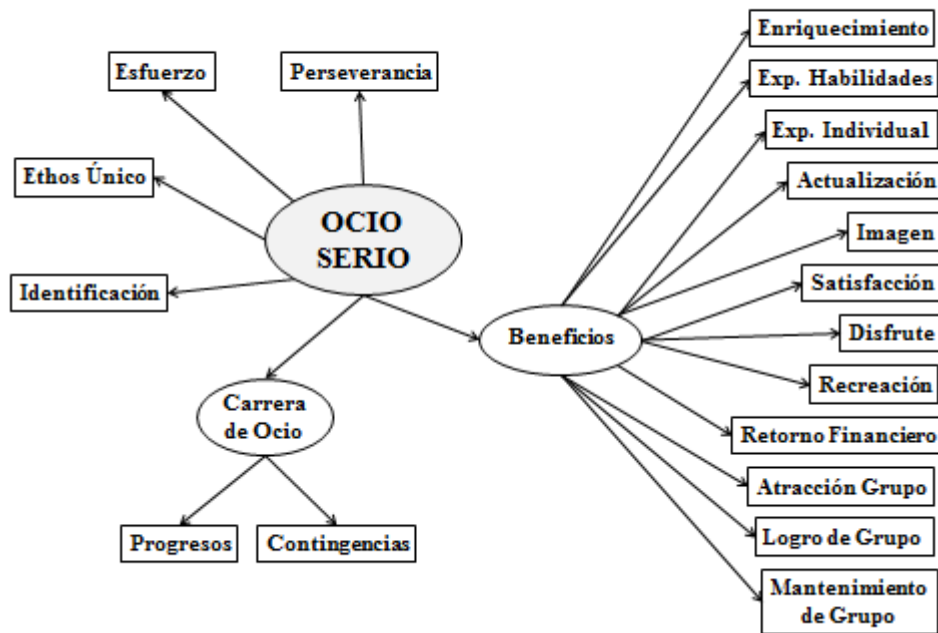 Enriquecimiento
Esfuerzo
Perseverancia
Exp. Habilidades
Exp. Individual
Ethos Único
Actualización
OCIO
SERIO
Imagen
Identificación
Satisfacción
Beneficios
Disfrute
Recreación
Carrera
de Ocio
Retorno Financiero
Atracción Grupo
Progresos
Contingencias
Logro de Grupo
Mantenimiento
de Grupo